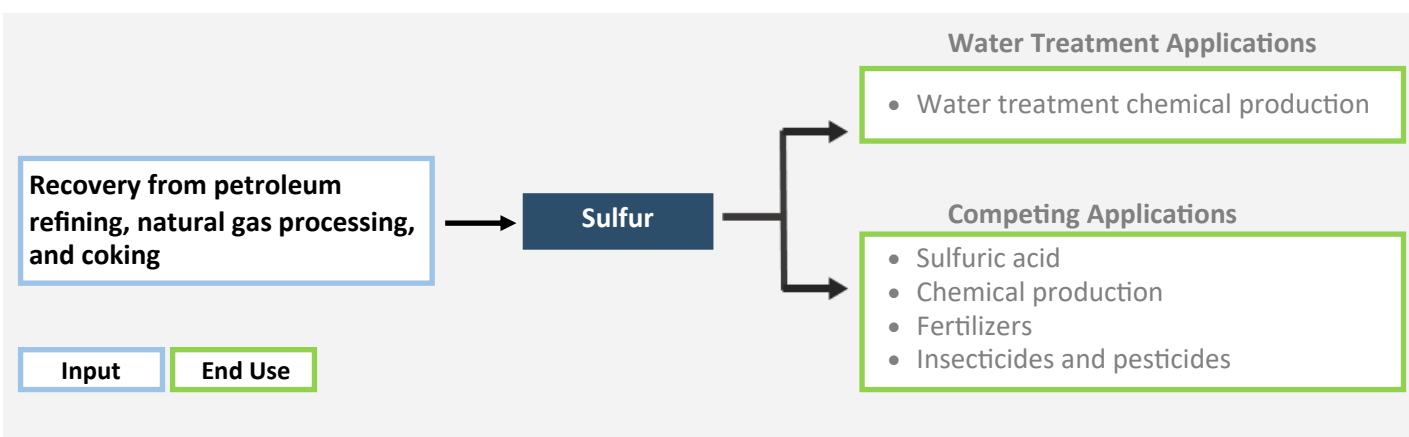 Water Treatment Applications
• Water treatment chemical production
Recovery from petroleum
refining, natural gas processing,
and coking
Sulfur
Competing Applications
• Sulfuric acid
• Chemical production
• Fertilizers
• Insecticides and pesticides
Input
End Use